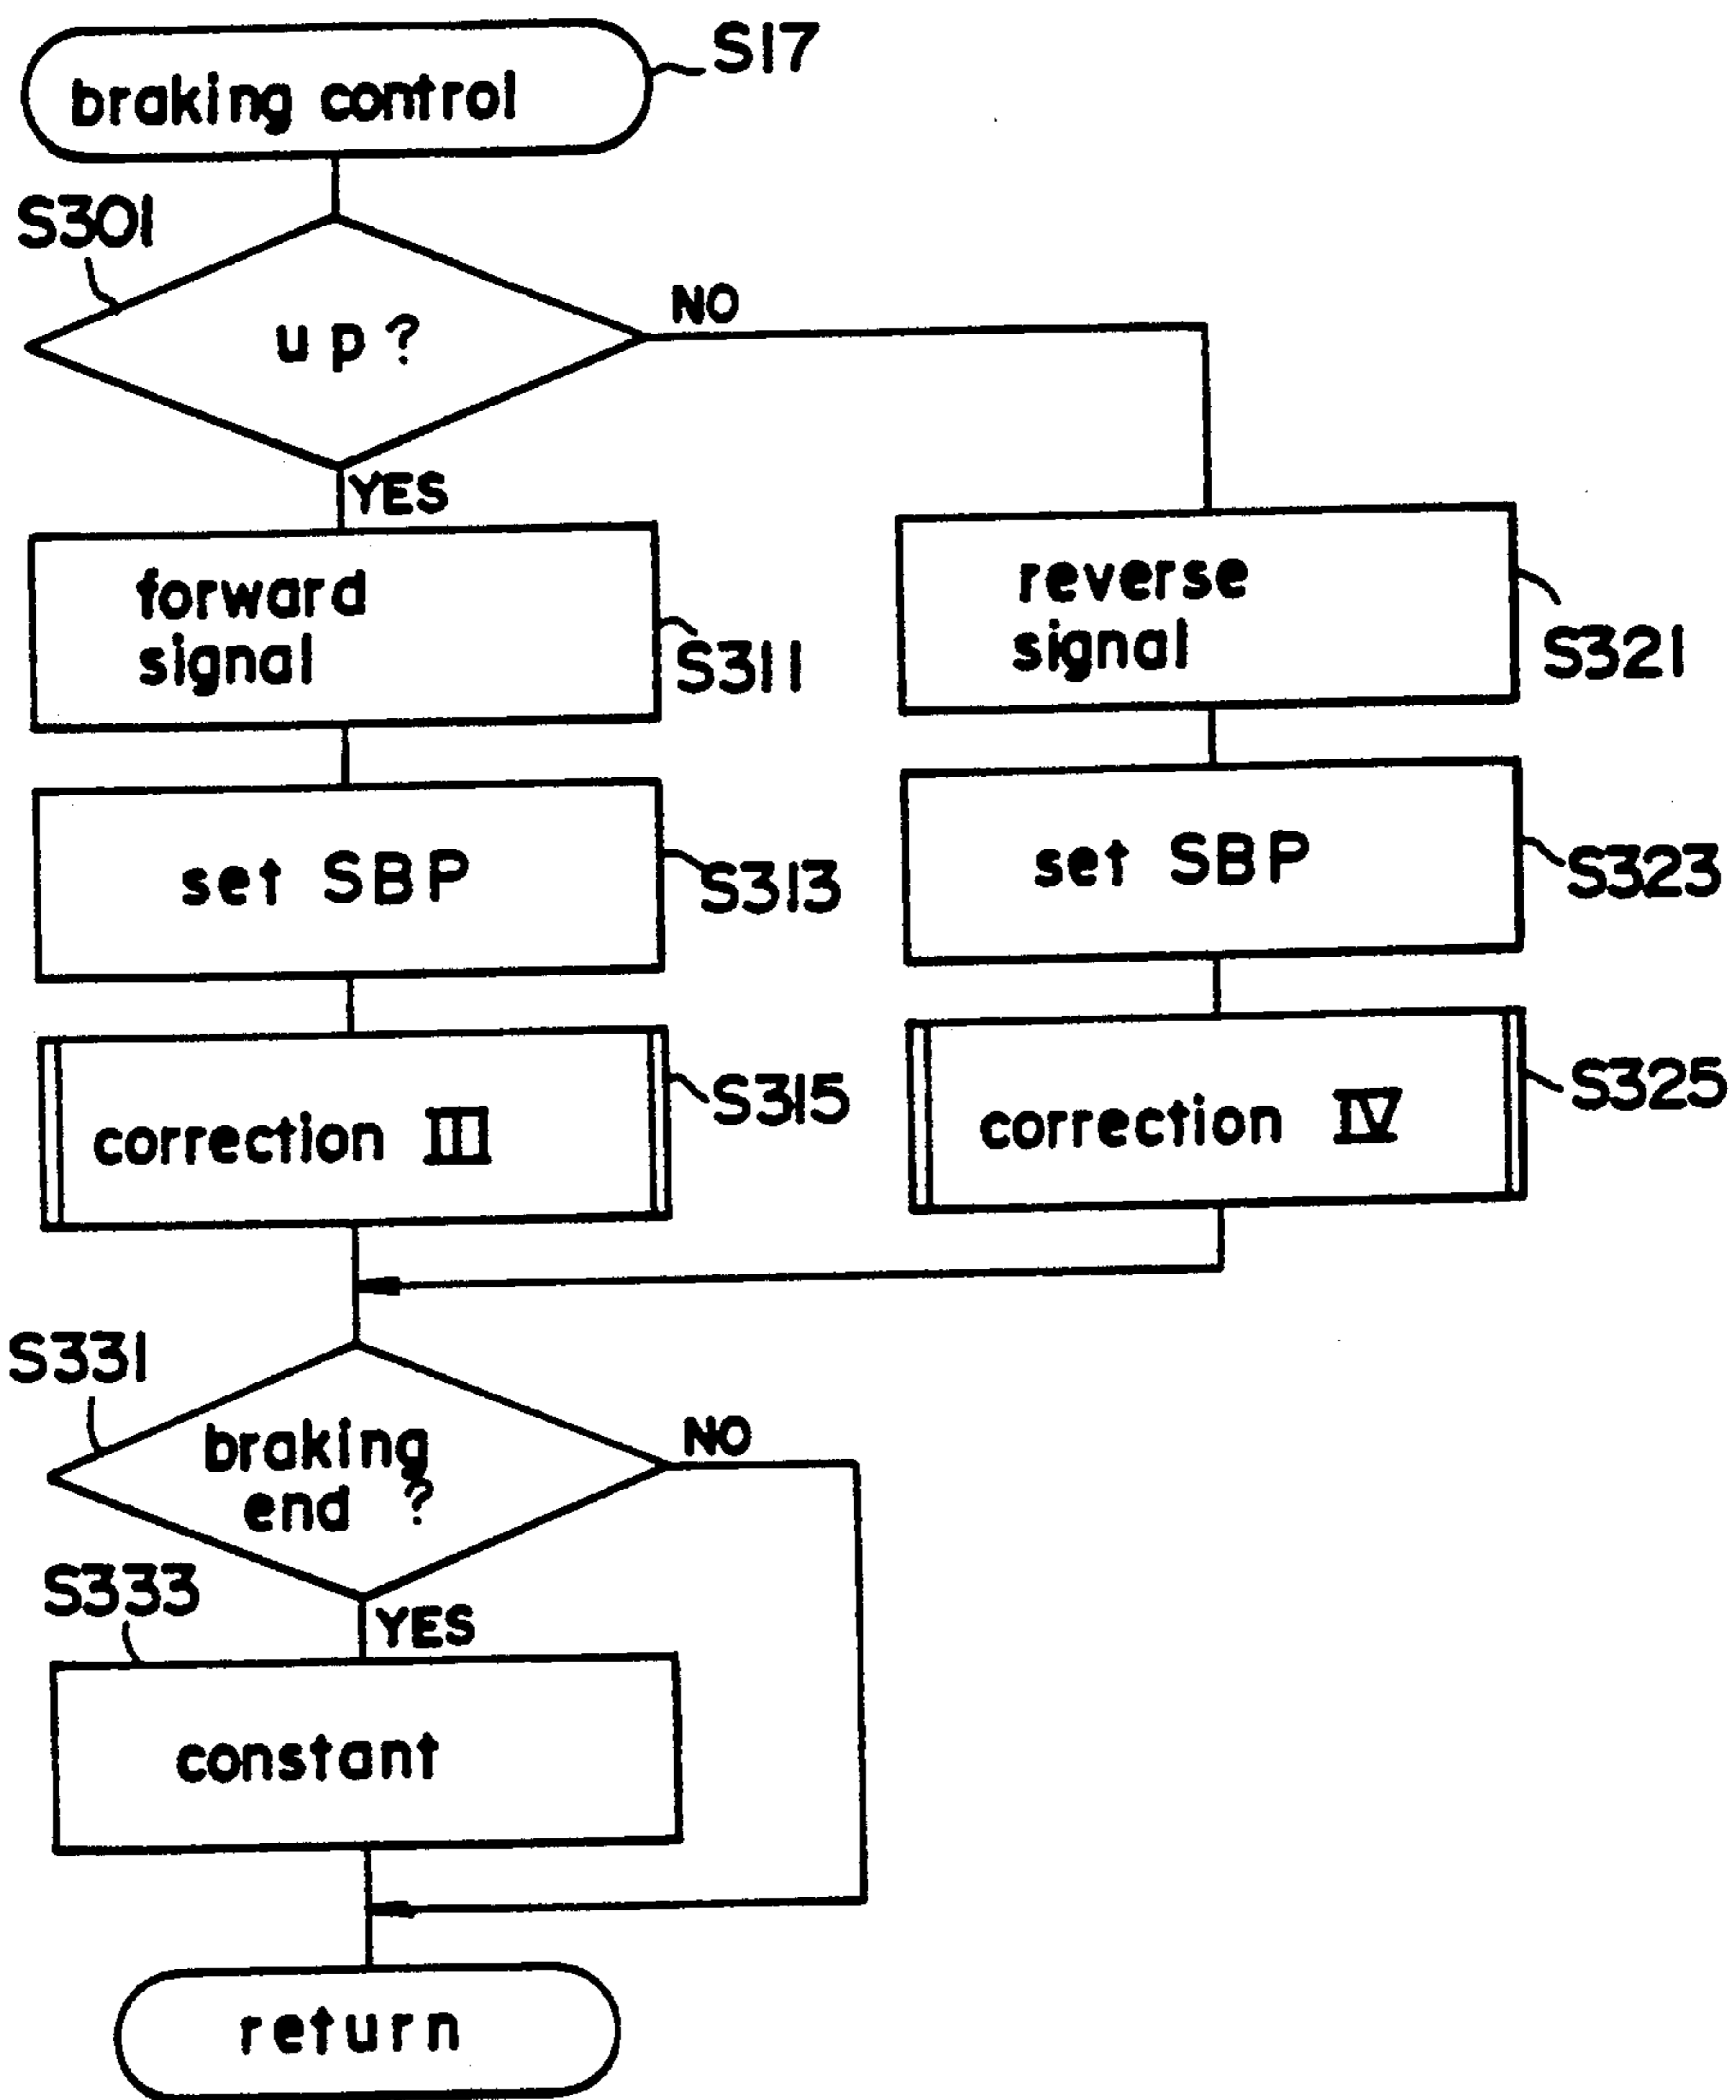 S17
braking control
S301
up?
NO
YES
forward
signal
S311
reverse
signal
S321
set SBP
S313
set SBP
S323
correction III
S315
correction IV
S325
S331
braking
end ?
NO
S333
YES
constant
return